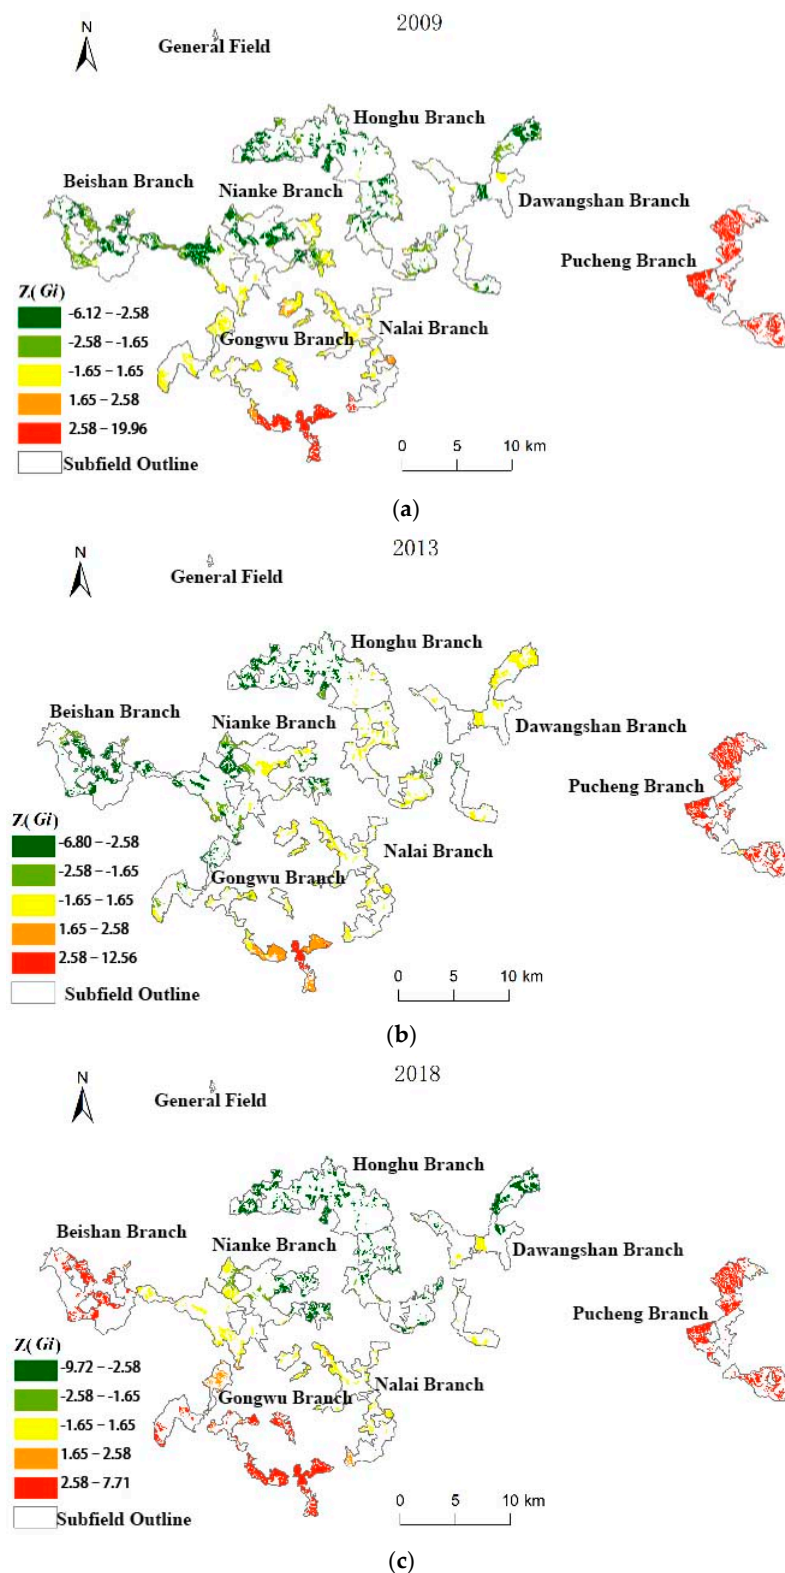 2009
N
General Field
Honghu Branch
Beishan Branch
Nianke Branch
Dawangshan Branch
Pucheng Branch
Z( Gi)
-6.12 – -2.58
Nalai Branch
-2.58 – -1.65
Gongwu Branch
-1.65 – 1.65
1.65 – 2.58
2.58 – 19.96
0 5 10 km
Subfield Outline
(a)
2013
N
General Field
Honghu Branch
Beishan Branch
Nianke Branch
Dawangshan Branch
Pucheng Branch
Z( Gi)
-6.80 – -2.58
Nalai Branch
-2.58 – -1.65
Gongwu Branch
-1.65 – 1.65
1.65 – 2.58
2.58 – 12.56
0 5 10 km
Subfield Outline
(b)
2018
N
General Field
Honghu Branch
Beishan Branch
Nianke Branch
Dawangshan Branch
Pucheng Branch
Z( Gi)
-9.72 – -2.58
Nalai Branch
-2.58 – -1.65
Gongwu Branch
-1.65 – 1.65
1.65 – 2.58
2.58 – 7.71
0 5 10 km
Subfield Outline
(c)